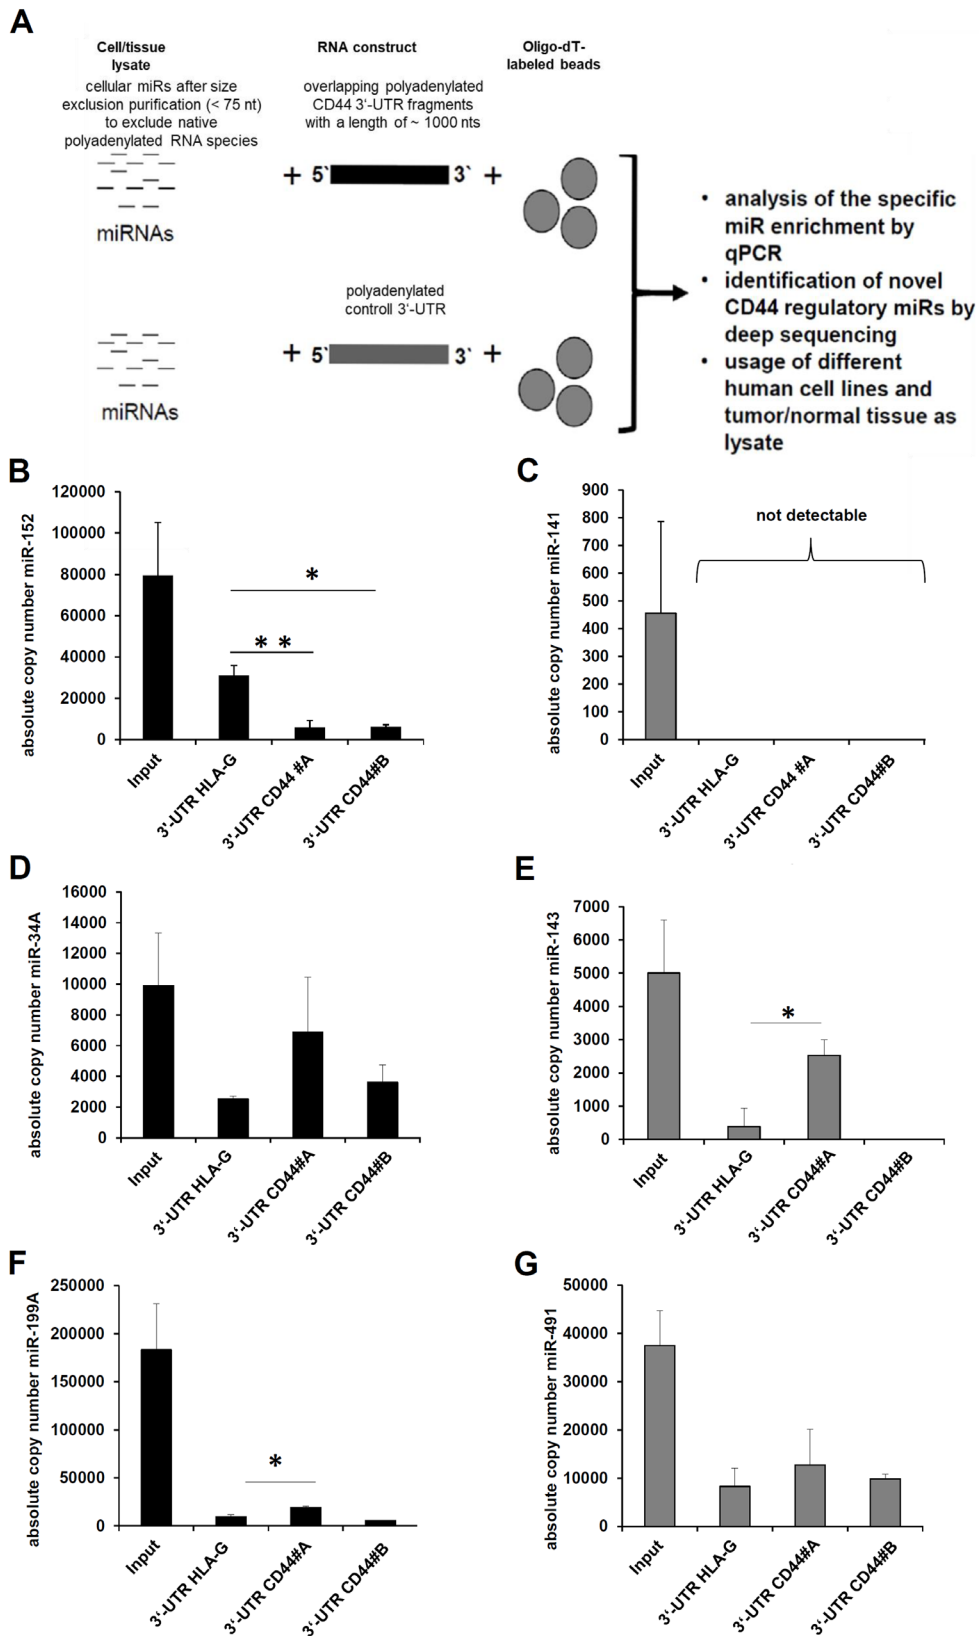 A
Cell/tissue
lysate
cellular miRs after size
exclusion purification (< 75 nt)
to exclude native
polyadenylated RNA species
RNA construct
overlapping polyadenylated
CD44 3'-UTR fragments
with a length of ~ 1000 nts
Oligo-dT-
labeled beads
+ 5` 3` +
miRNAs
polyadenylated
controll 3'-UTR
+ 5` 3` +
miRNAs
• analysis of the specific
miR enrichment by
qPCR
• identification of novel
CD44 regulatory miRs by
deep sequencing
• usage of different
human cell lines and
tumor/normal tissue as
lysate
B
absolute copy number miR-152
120000
100000
80000
60000
40000
20000
0
*
* *
Input
3'-UTR HLA-G
3'-UTR CD44 #A
3'-UTR CD44#B
C
absolute copy number miR-141
900
800
700
600
500
400
300
200
100
0
not detectable
Input
3'-UTR HLA-G
3'-UTR CD44 #A
3'-UTR CD44#B
D
absolute copy number miR-34A
16000
14000
12000
10000
8000
6000
4000
2000
0
Input
3'-UTR HLA-G
3'-UTR CD44#A
3'-UTR CD44#B
E
absolute copy number miR-143
7000
6000
5000
4000
3000
2000
1000
0
*
Input
3'-UTR HLA-G
3'-UTR CD44#A
3'-UTR CD44#B
F
absolute copy number miR-199A
250000
200000
150000
100000
50000
0
*
Input
3'-UTR HLA-G
3'-UTR CD44#A
3'-UTR CD44#B
G
absolute copy number miR-491
50000
40000
30000
20000
10000
0
Input
3'-UTR HLA-G
3'-UTR CD44#A
3'-UTR CD44#B